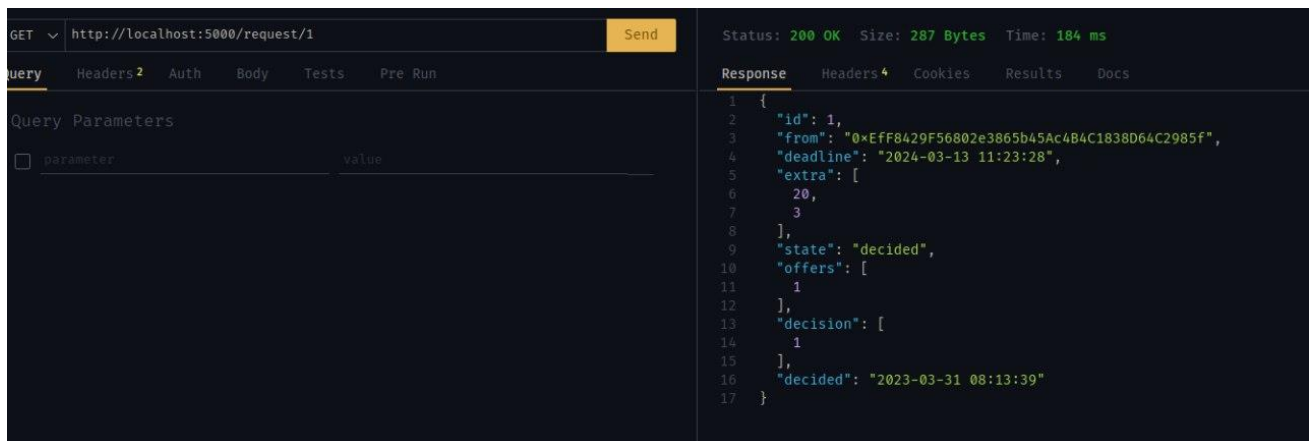 GET http://localhost:5000/request/1 Send
Query Headers 2 Auth Body Tests Pre Run
Query Parameters
parameter value
Status: 200 OK Size: 287 Bytes Time: 184 ms
Response Headers 4 Cookies Results Docs
1 {
2 "id": 1,
3 "from": "0×EfF8429F56802e3865b45Ac4B4C1838D64C2985f",
4 "deadline": "2024-03-13 11:23:28",
5 "extra": [
6 20,
7 3
8 ],
9 "state": "decided",
10 "offers": [
11 1
12 ],
13 "decision": [
14 1
15 ],
16 "decided": "2023-03-31 08:13:39"
17 }